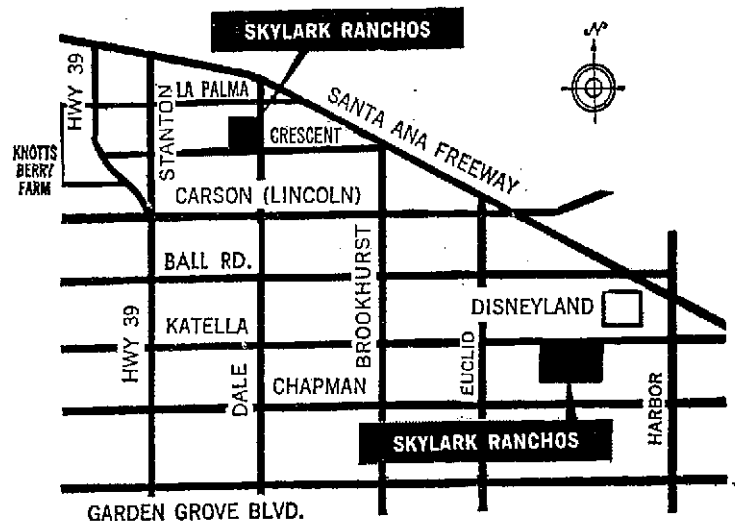 SKYLARK RANCHOS
N
HWY 39
LA PALMA
STANTON
CRESCENT
SANTA ANA FREEWAY
KNOTTS
BERRY
FARM
CARSON (LINCOLN)
BALL RD.
BROOKHURST
DISNEYLAND
HWY 39
KATELLA
EUCLID
DALE
CHAPMAN
HARBOR
SKYLARK RANCHOS
GARDEN GROVE BLVD.